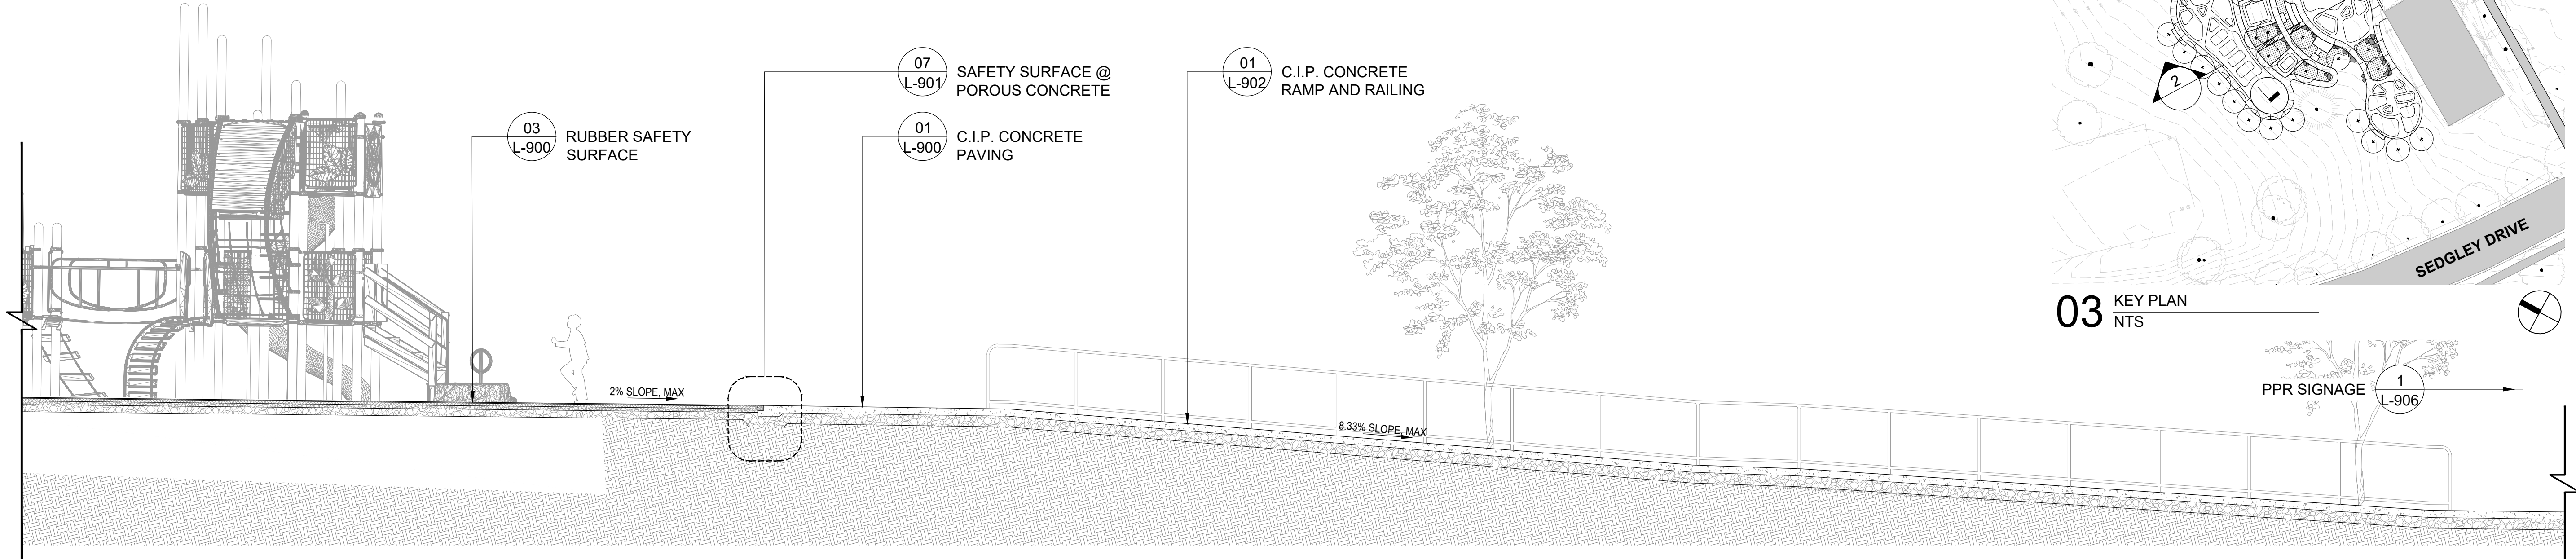 07
L-901
SAFETY SURFACE @
POROUS CONCRETE
01
L-902
C.I.P. CONCRETE
RAMP AND RAILING
03
L-900
RUBBER SAFETY
SURFACE
01
L-900
C.I.P. CONCRETE
PAVING
2% SLOPE, MAX
8.33% SLOPE, MAX
2
SEDGLEY DRIVE
03
KEY PLAN
NTS
PPR SIGNAGE
1
L-906